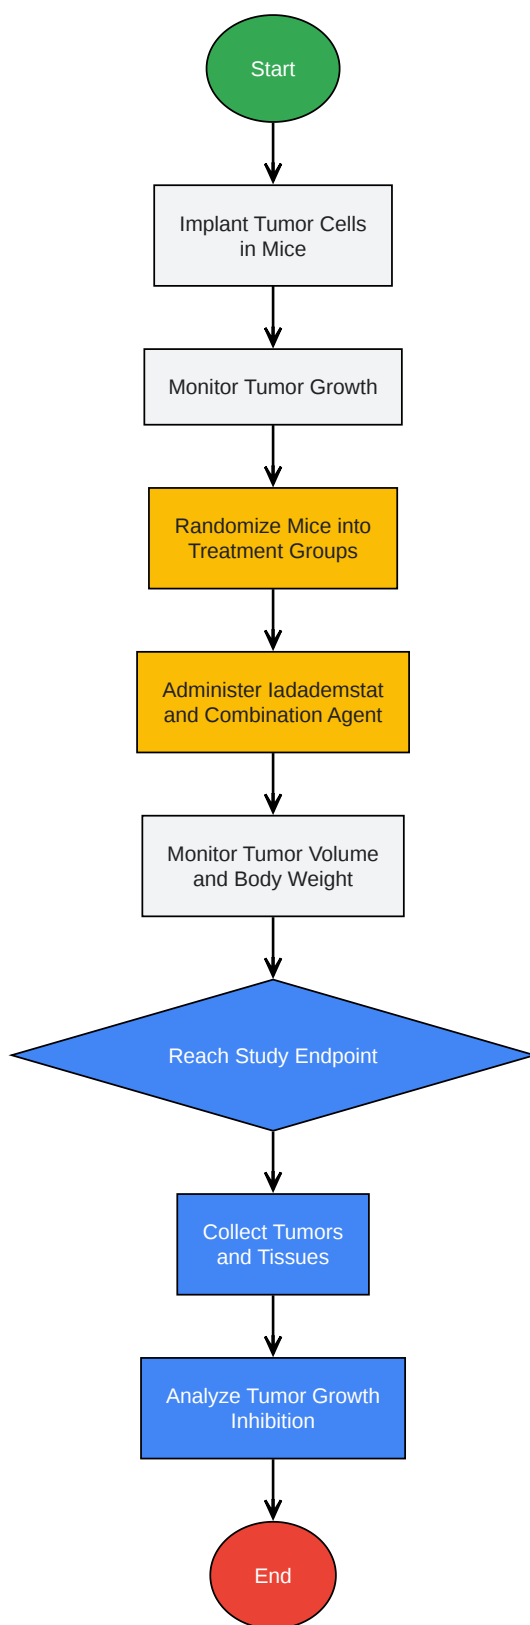 Start
Implant Tumor Cells
in Mice
Monitor Tumor Growth
Randomize Mice into
Treatment Groups
Administer Iadademstat
and Combination Agent
Monitor Tumor Volume
and Body Weight
Reach Study Endpoint
Collect Tumors
and Tissues
Analyze Tumor Growth
Inhibition
End